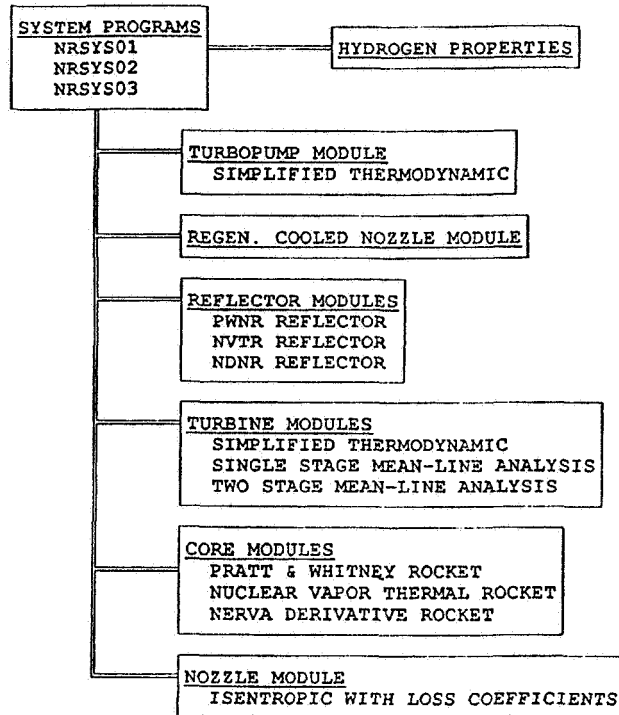 SYSTEM PROGRAMS
NRSYS01
NRSYS02
NRSYS03
HYDROGEN PROPERTIES
TURBOPUMP MODULE
SIMPLIFIED THERMODYNAMIC
REGEN. COOLED NOZZLE MODULE
REFLECTOR MODULES
PWNR REFLECTOR
NVTR REFLECTOR
NDNR REFLECTOR
TURBINE MODULES
SIMPLIFIED THERMODYNAMIC
SINGLE STAGE MEAN-LINE ANALYSIS
TWO STAGE MEAN-LINE ANALYSIS
CORE MODULES
PRATT & WHITNEY ROCKET
NUCLEAR VAPOR THERMAL ROCKET
NERVA DERIVATIVE ROCKET
NOZZLE MODULE
ISENTROPIC WITH LOSS COEFFICIENTS